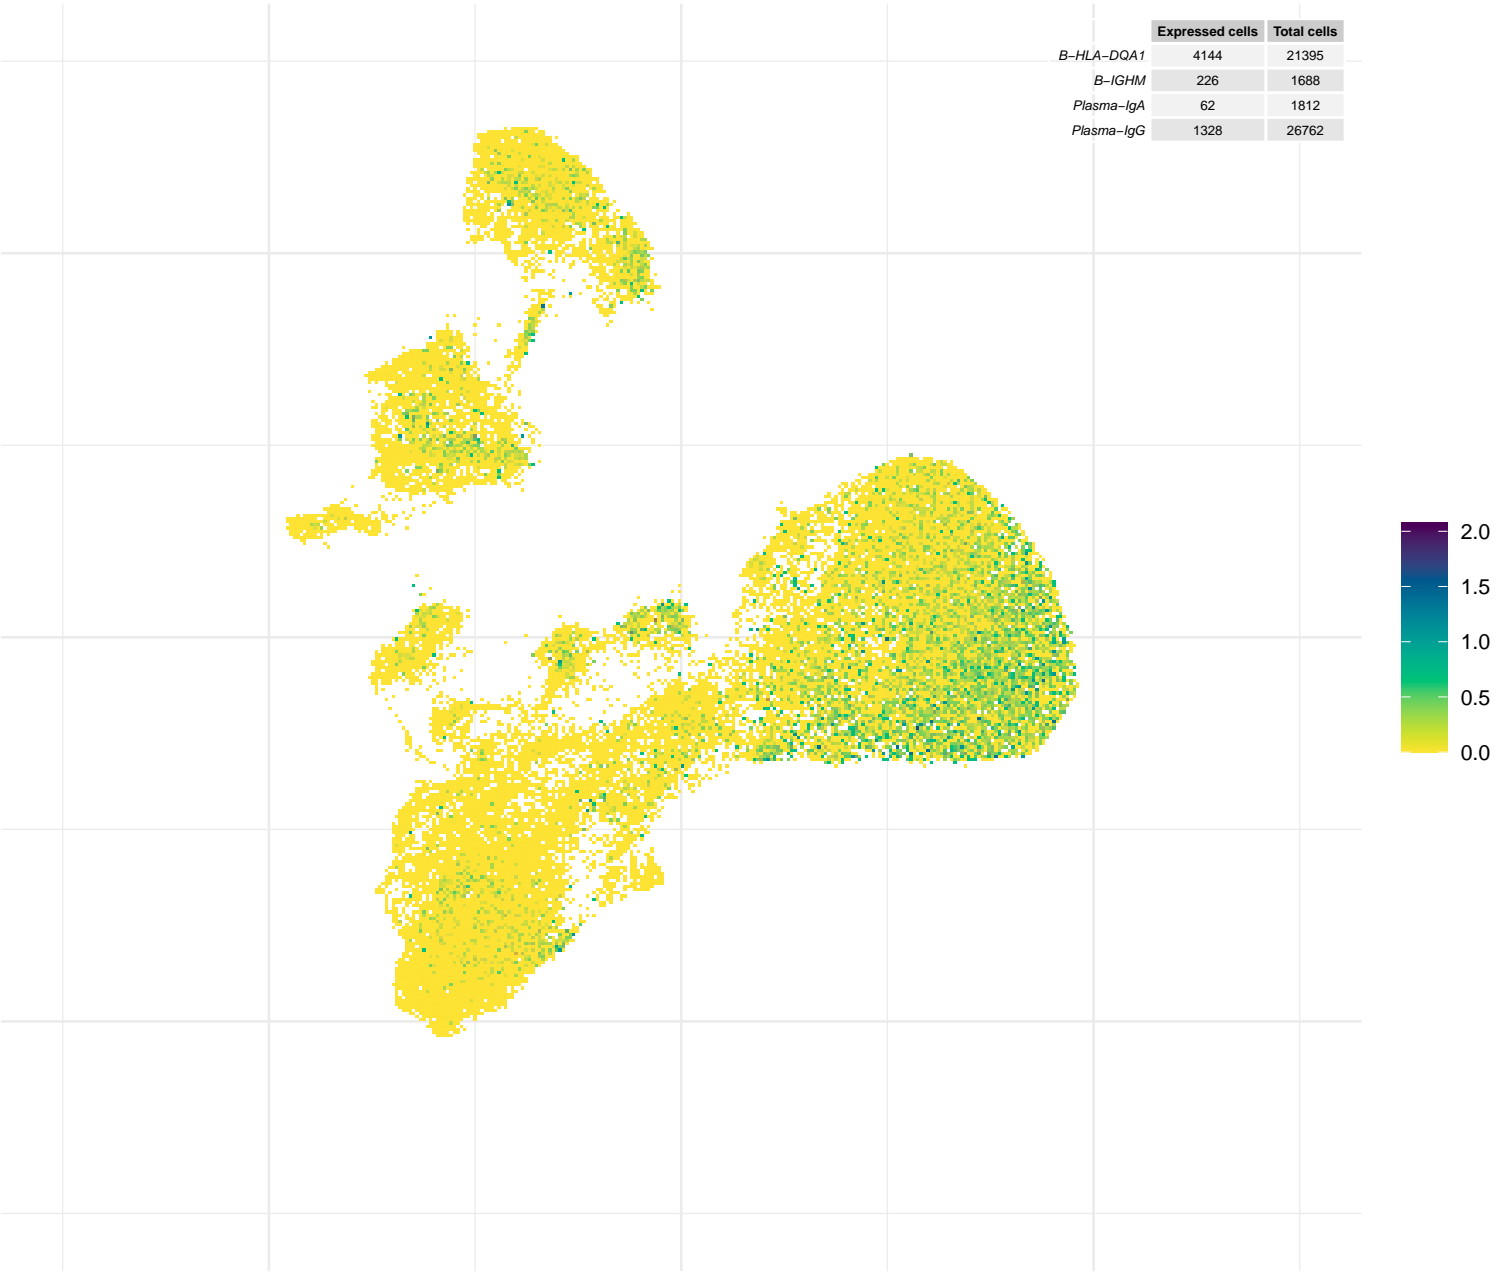 Expressed cells Total cells
B−HLA−DQA1 4144 21395
B−IGHM 226 1688
Plasma−IgA 62 1812
Plasma−IgG 1328 26762
2.0
1.5
1.0
0.5
0.0